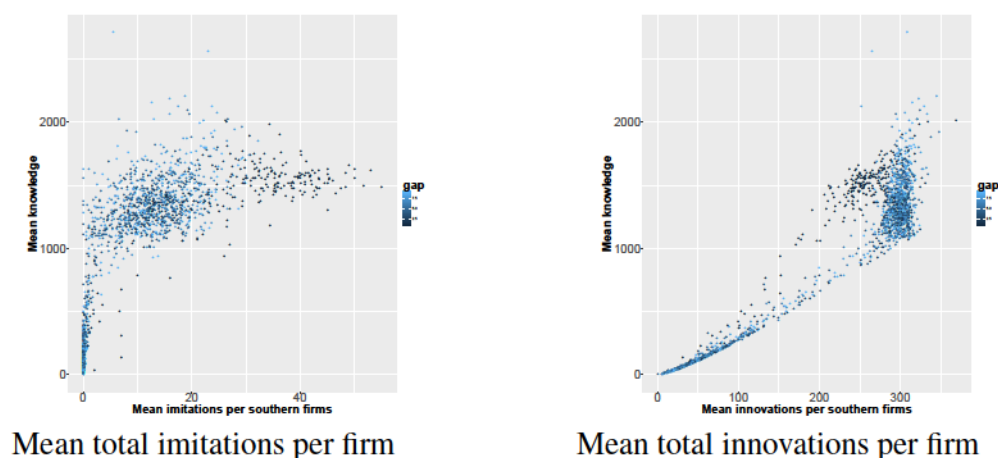 Mean knowledge
2000
1000
0
0
20
40
Mean imitations per southern firms
gap
Mean total imitations per firm
Mean knowledge
2000
1000
0
0
100
200
300
Mean innovations per southern firms
gap
Mean total innovations per firm